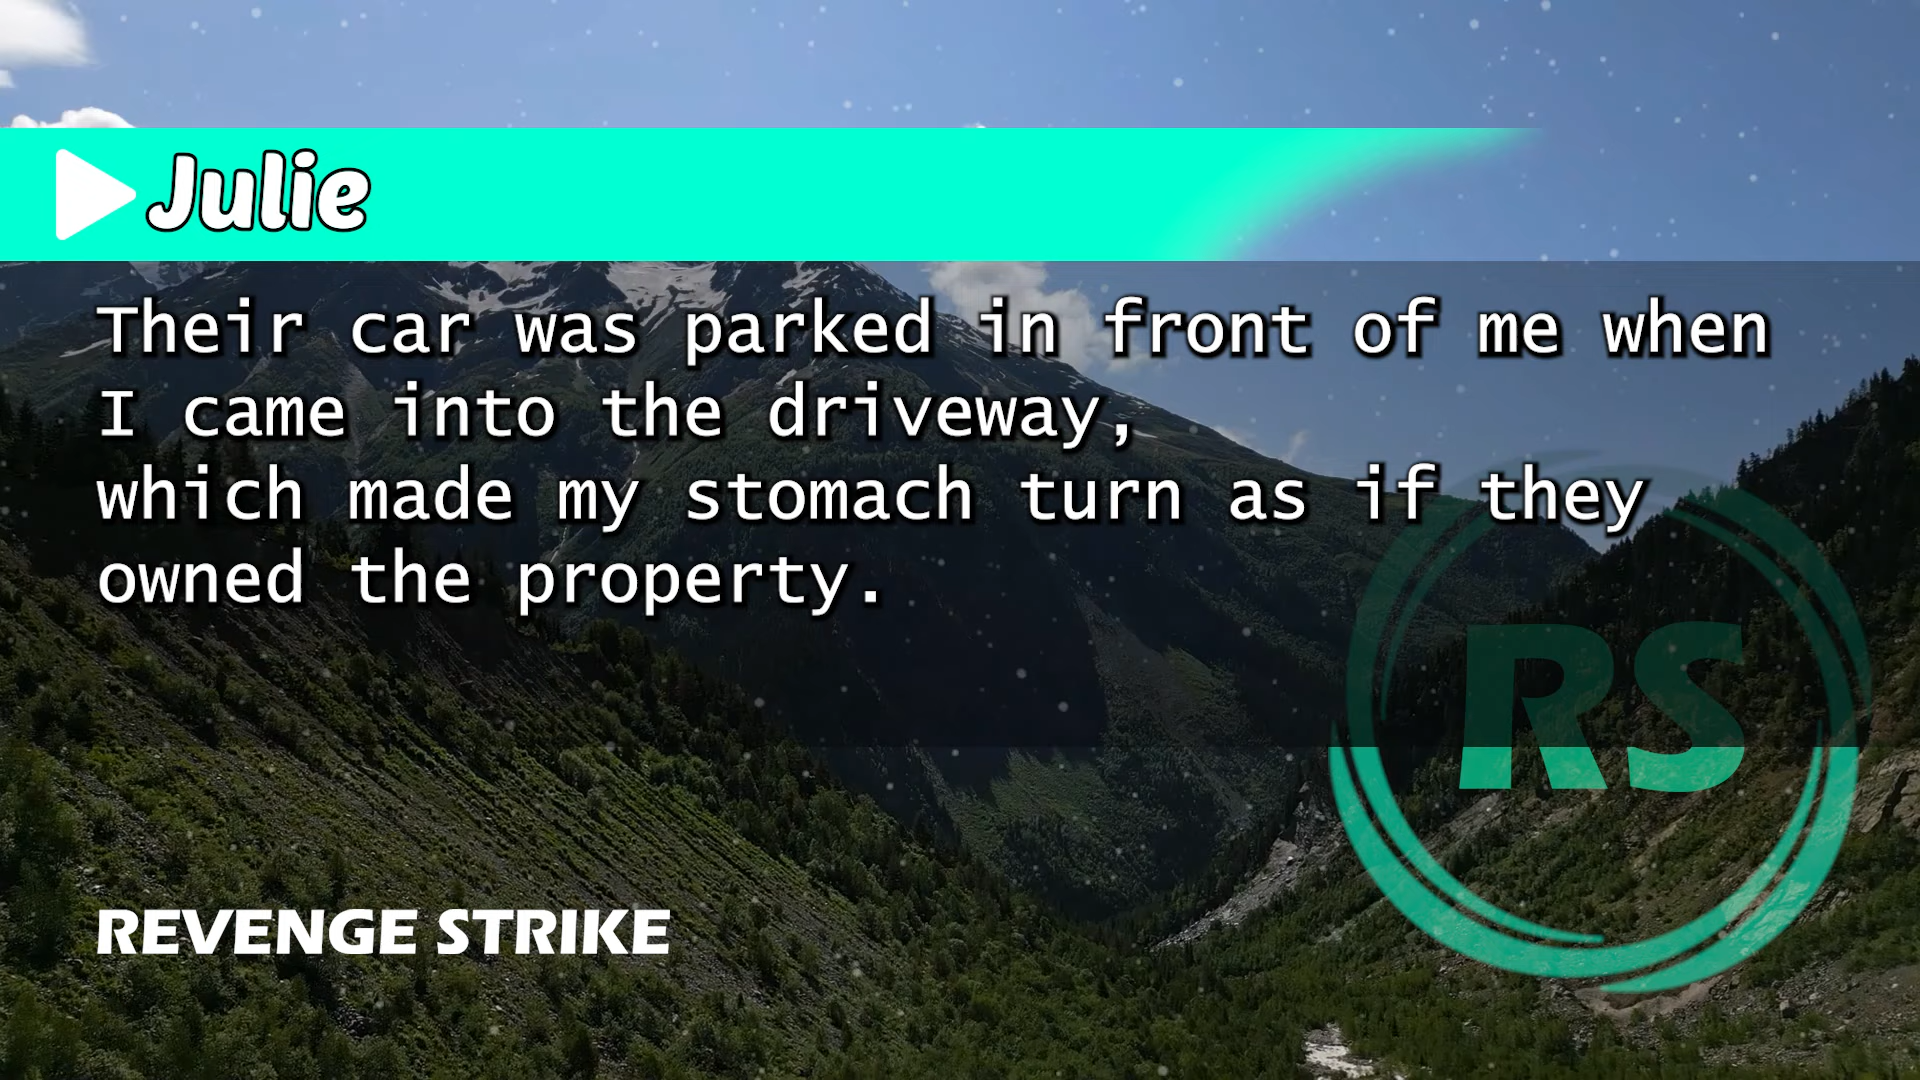 Julie
Their car was parked in front of me when
I came into the driveway,
which made my stomach turn as if they
owned the property.
RS
REVENGE STRIKE